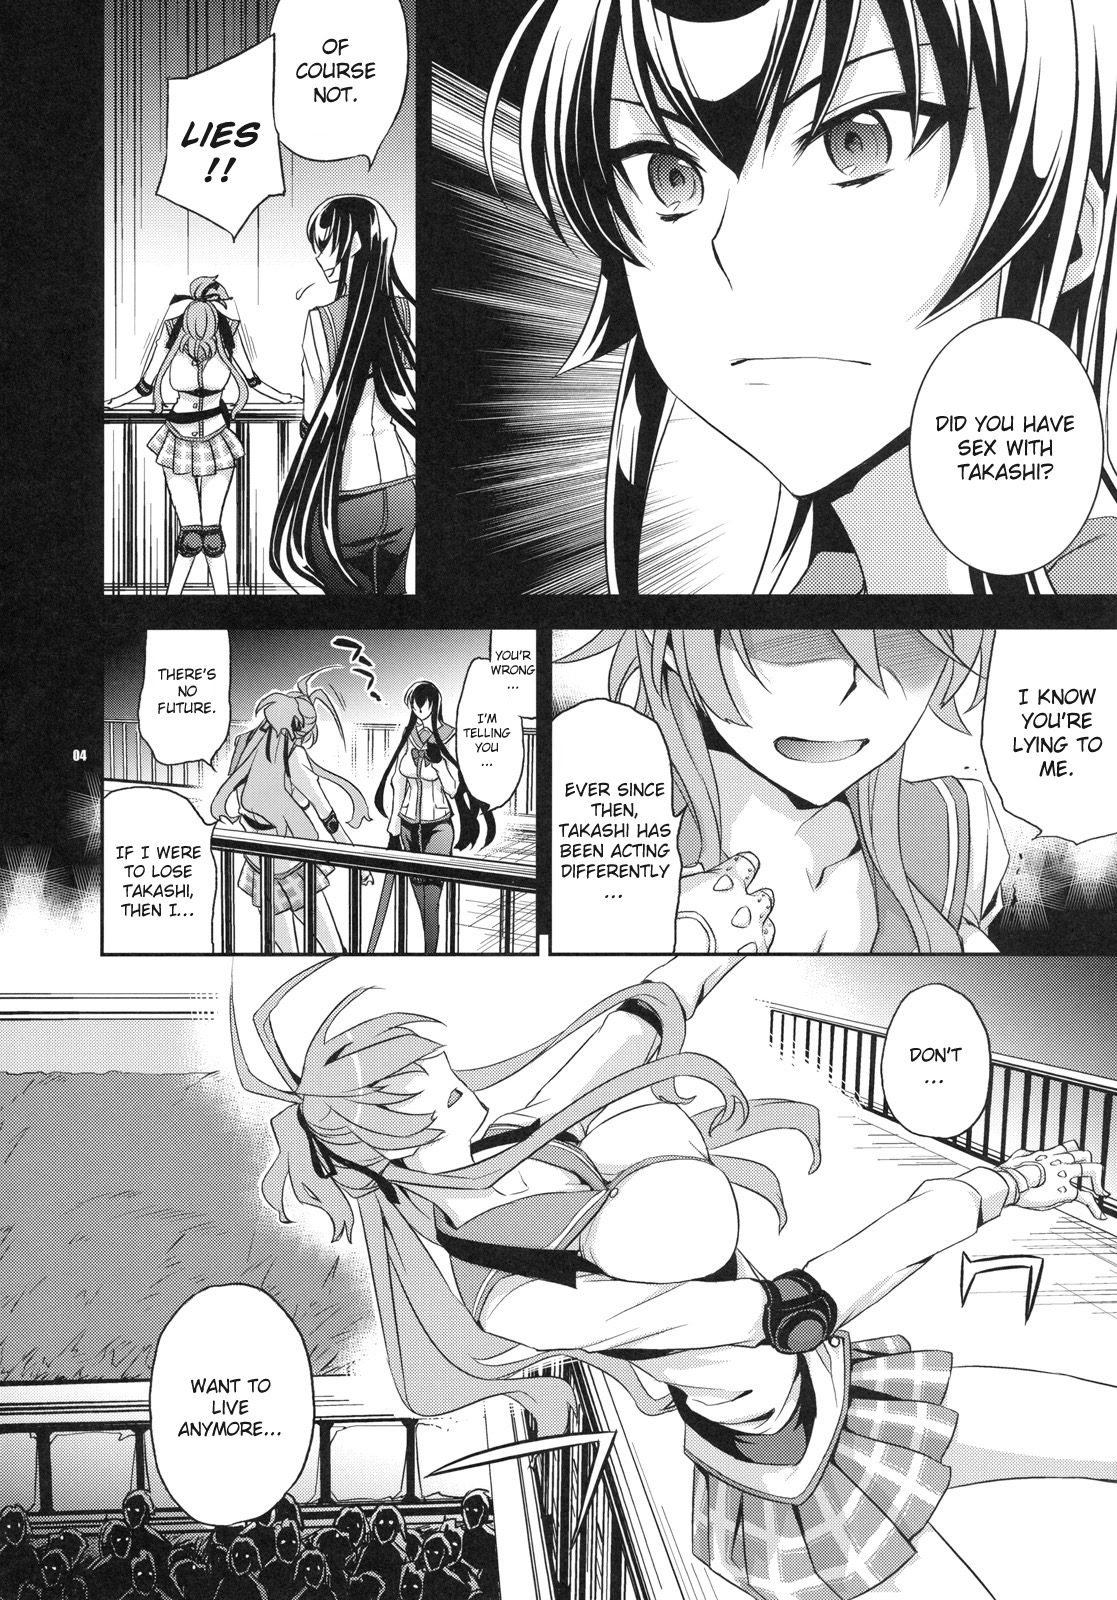 DID YOU HAVE
SEX WITH
TAKASHI?
OF
COURSE
NOT.
LIES
!!
I KNOW
YOU'RE
LYING TO
ME.
EVER SINCE
THEN,
TAKASHI HAS
BEEN ACTING
DIFFERENTLY
...
YOU'R
WRONG
...
I'M
TELLING
YOU
...
THERE'S
NO
FUTURE.
IF I WERE
TO LOSE
TAKASHI,
THEN I...
04
DON'T
...
WANT TO
LIVE
ANYMORE...